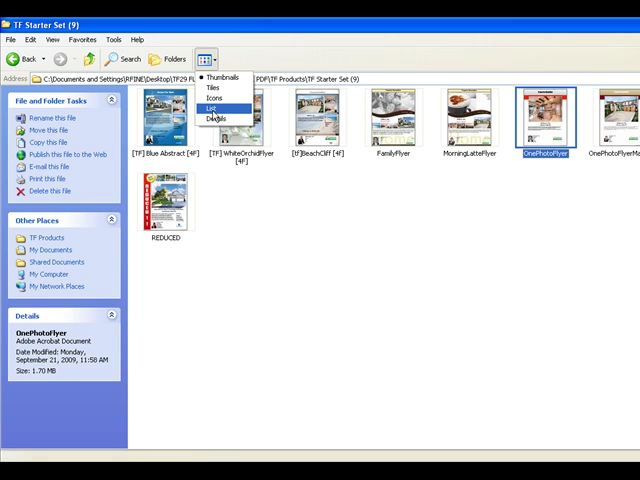 TF Starter Set (9)
File Edit View Favorites Tools Help
Back Search Folders
Address C:\Documents and Settings\RFINE\Desktop\TF29 FL PDF\TF Products\TF Starter Set (9)
Thumbnails
Tiles
Icons
List
Details
File and Folder Tasks
Rename this file
Move this file
Copy this file
Publish this file to the Web
E-mail this file
Print this file
Delete this file
Other Places
TF Products
My Documents
Shared Documents
My Computer
My Network Places
Details
OnePhotoFlyer
Adobe Acrobat Document
Date Modified: Monday,
September 21, 2009, 11:58 AM
Size: 1.70 MB
[TF] Blue Abstract [4F]
[TF] WhiteOrchidFlyer
[4F]
[tf]BeachCliff [4f]
FamilyFlyer
MorningLatteFlyer
OnePhotoFlyer
OnePhotoFlyerMa
REDUCED